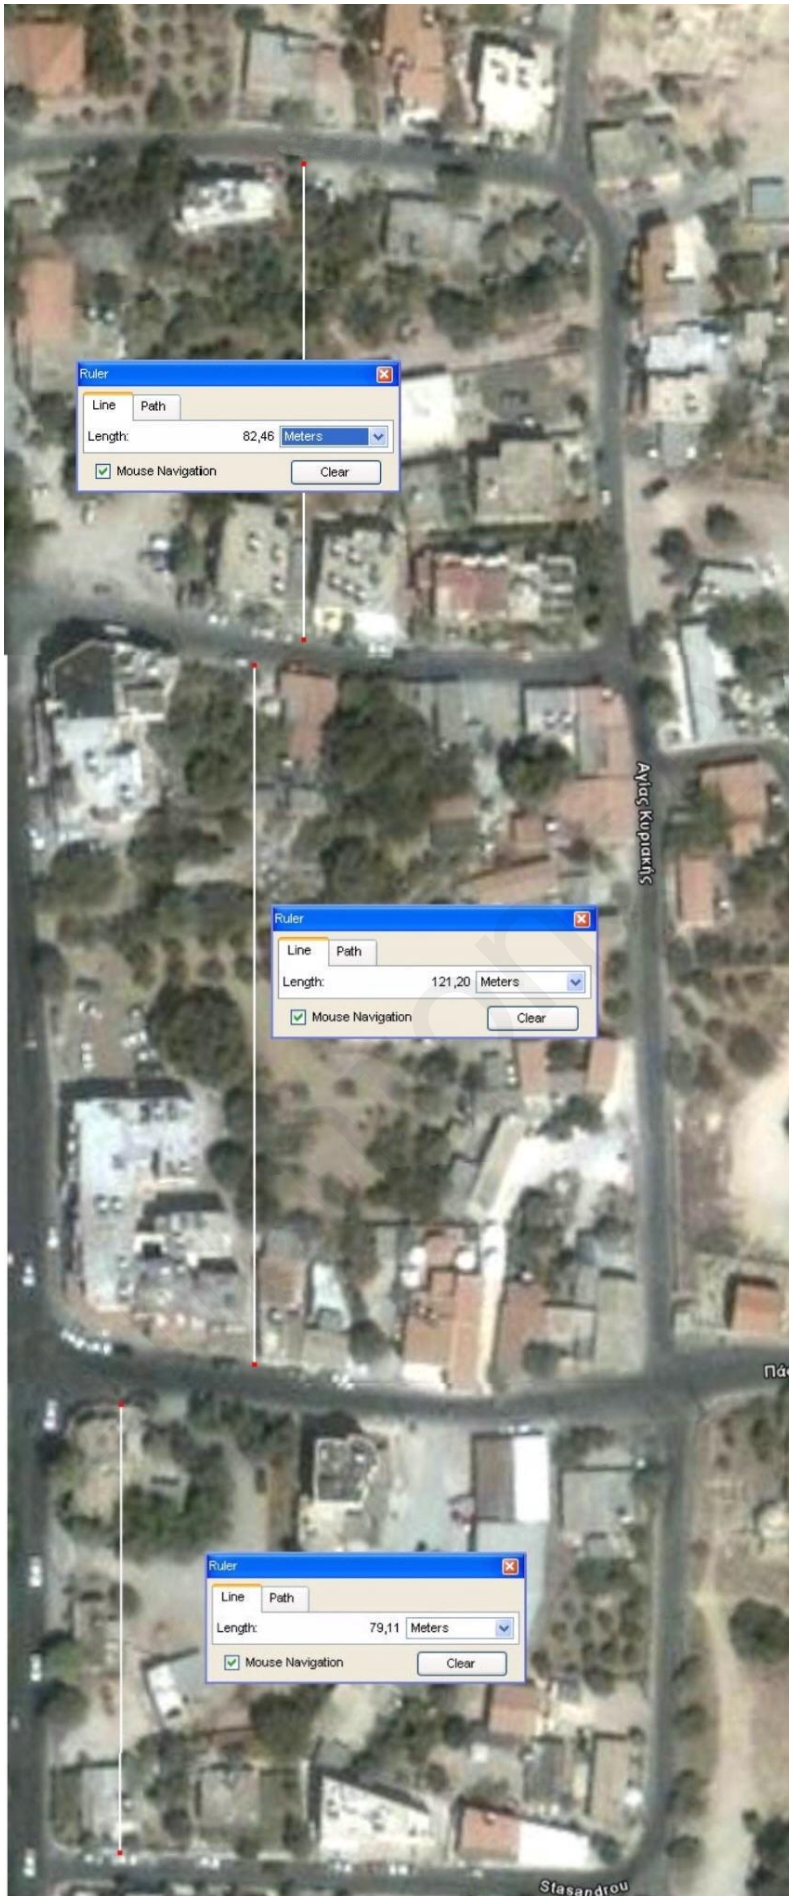 Ruler
Line Path
Length: 82,46 Meters
Mouse Navigation Clear
Αγίας Κυριακής
Ruler
Line Path
Length: 121,20 Meters
Mouse Navigation Clear
Ruler
Line Path
Length: 79,11 Meters
Mouse Navigation Clear
Stasandrou